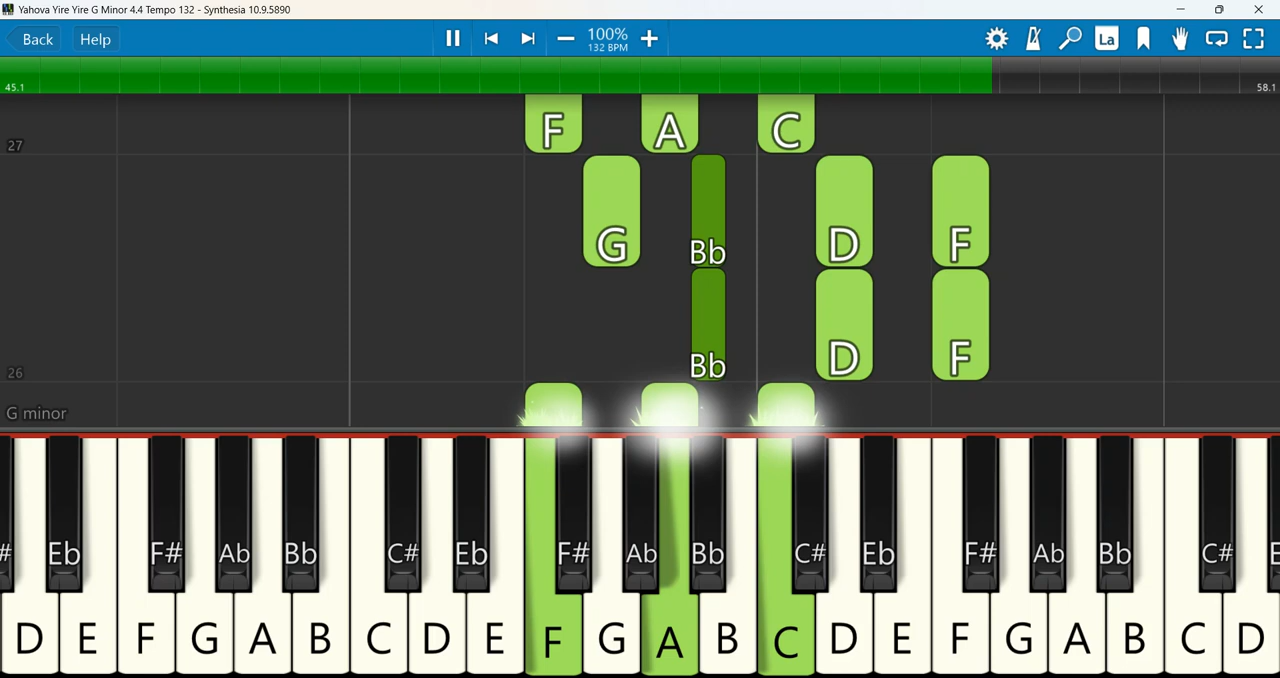 Yahova Yire Yire G Minor 4.4 Tempo 132 - Synthesia 10.9.5890
Back Help 100% La
132 BPM
45.1 58.1
F A C
27
G Bb D F
Bb D F
26
G minor
# Eb F# Ab Bb C# Eb F# Ab Bb C# Eb F# Ab Bb C# E
D E F G A B C D E F G A B C D E F G A B C D